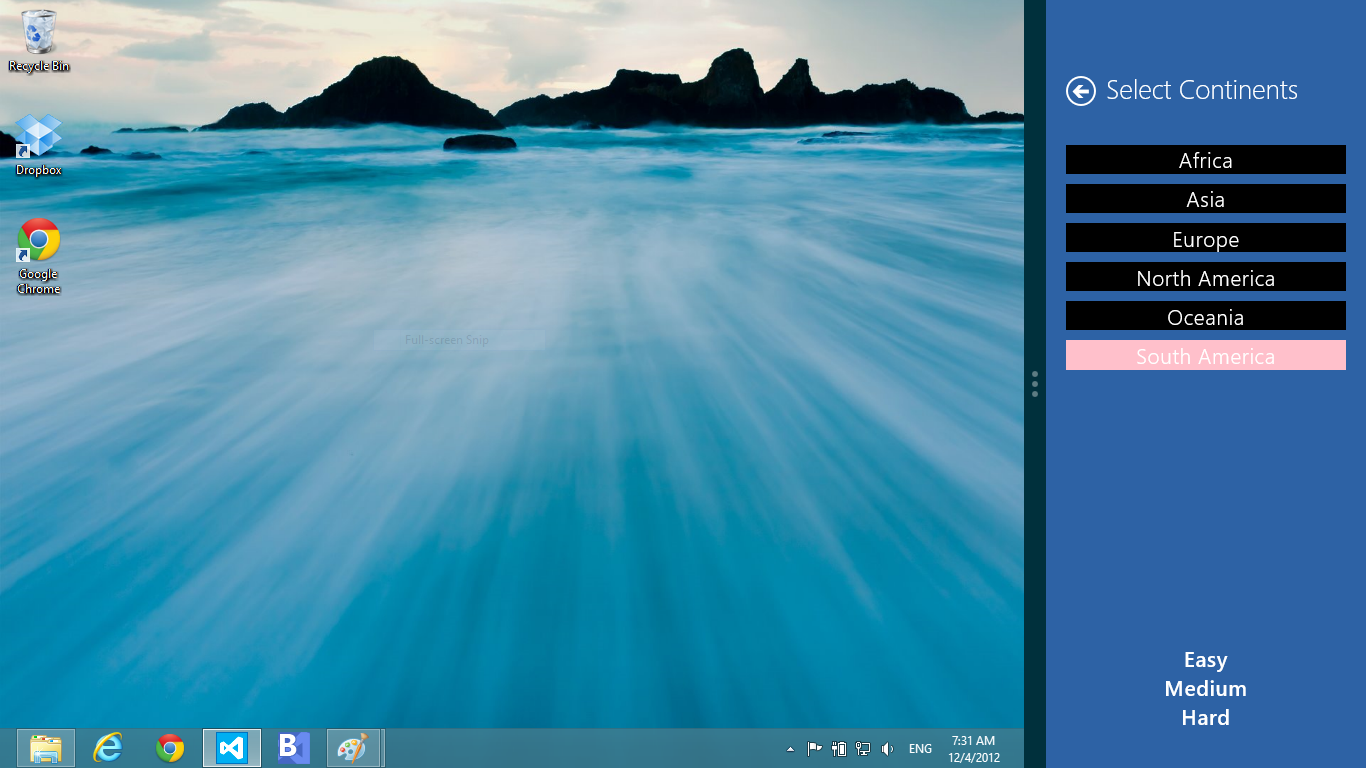 Recycle Bin
Dropbox
Google
Chrome
Full-screen Snip
Select Continents
Africa
Asia
Europe
North America
Oceania
South America
Easy
Medium
Hard
B
ENG
7:31 AM
12/4/2012